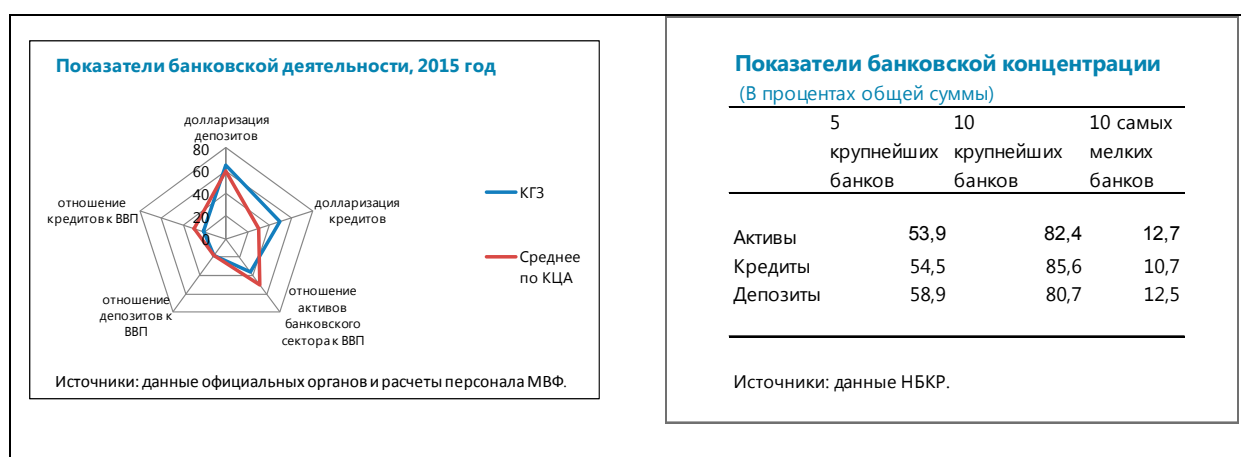 Показатели банковской деятельности, 2015 год
долларизация
депозитов
80
60
40
20
0
отношение
кредитов к ВВП
долларизация
кредитов
отношение
депозитов к
ВВП
отношение
активов
банковского
сектора к ВВП
КГЗ
Среднее
по КЦА
Источники: данные официальных органов и расчеты персонала МВФ.
Показатели банковской концентрации
(В процентах общей суммы)
5 10 10 самых
крупнейших крупнейших мелких
банков банков банков
Активы 53,9 82,4 12,7
Кредиты 54,5 85,6 10,7
Депозиты 58,9 80,7 12,5
Источники: данные НБКР.